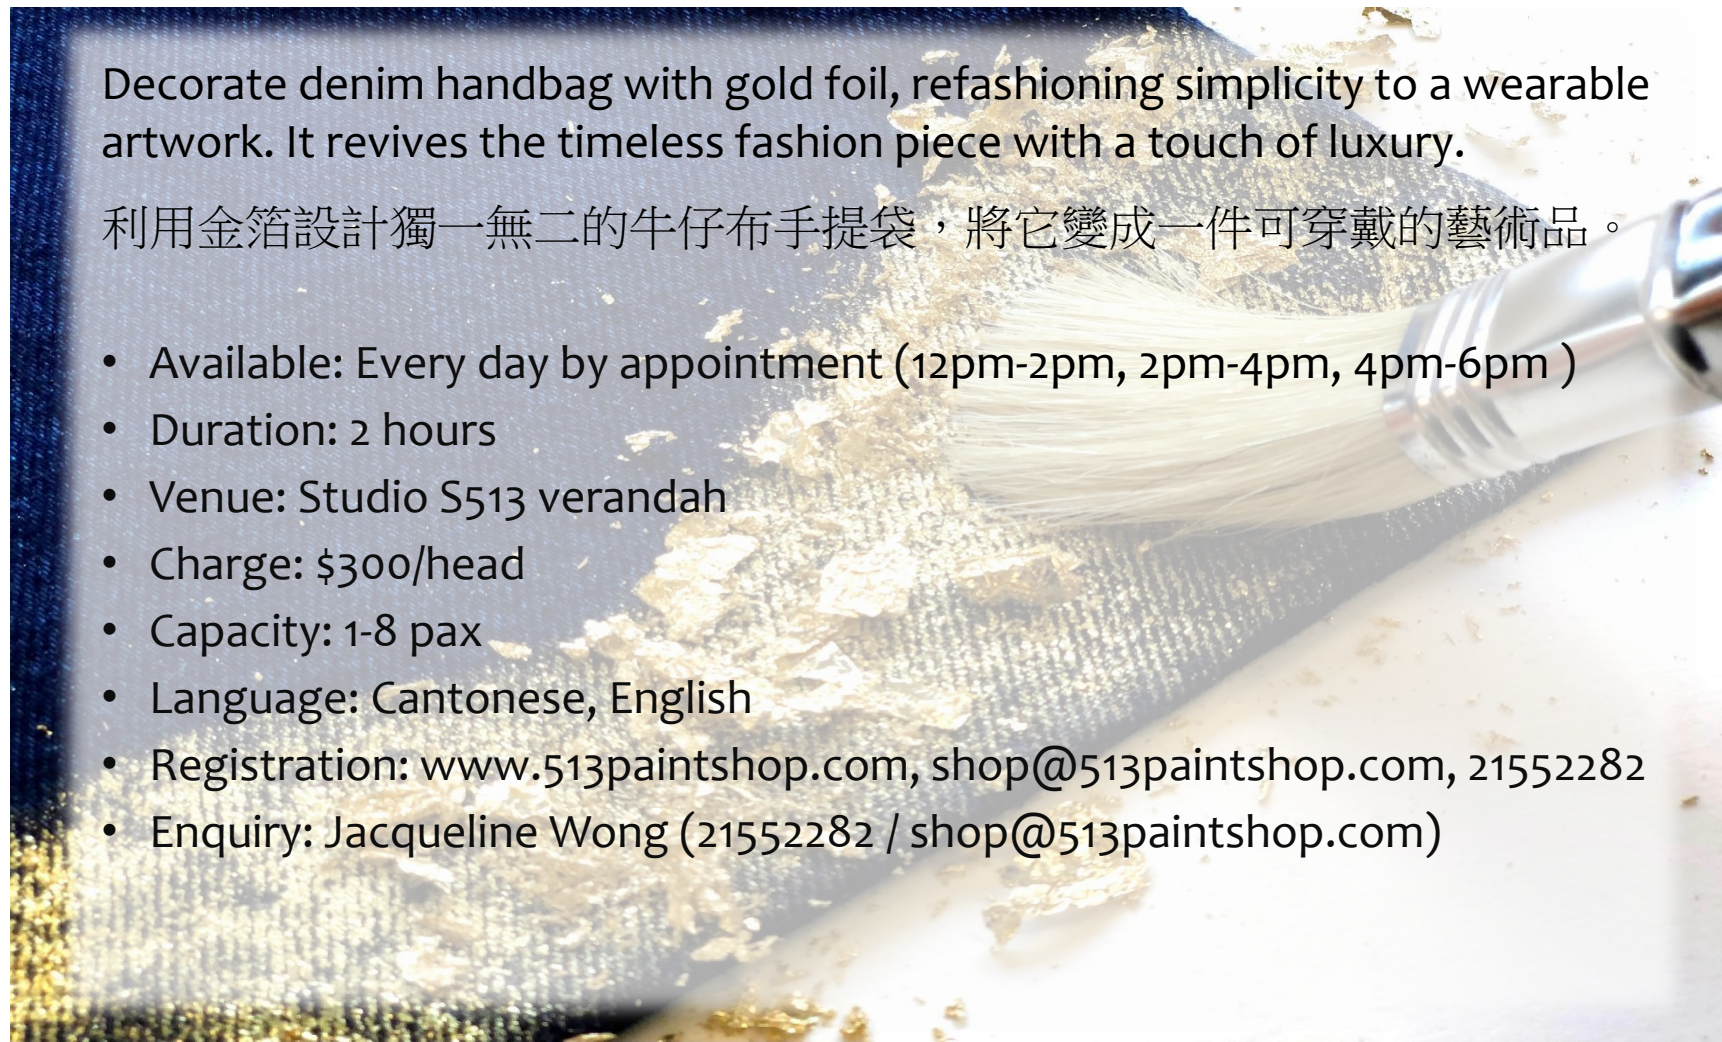 Decorate denim handbag with gold foil, refashioning simplicity to a wearable
artwork. It revives the timeless fashion piece with a touch of luxury.
利用金箔設計獨一無二的牛仔布手提袋，將它變成一件可穿戴的藝術品。
• Available: Every day by appointment (12pm-2pm, 2pm-4pm, 4pm-6pm )
• Duration: 2 hours
• Venue: Studio S513 verandah
• Charge: $300/head
• Capacity: 1-8 pax
• Language: Cantonese, English
• Registration: www.513paintshop.com, shop@513paintshop.com, 21552282
• Enquiry: Jacqueline Wong (21552282 / shop@513paintshop.com)